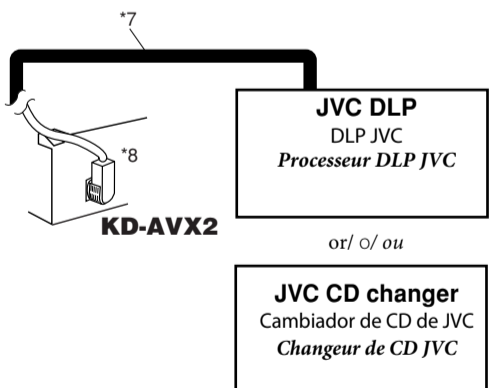 *7
JVC DLP
DLP JVC
Processeur DLP JVC
*8
KD-AVX2
or/ o/ ou
JVC CD changer
Cambiador de CD de JVC
Changeur de CD JVC